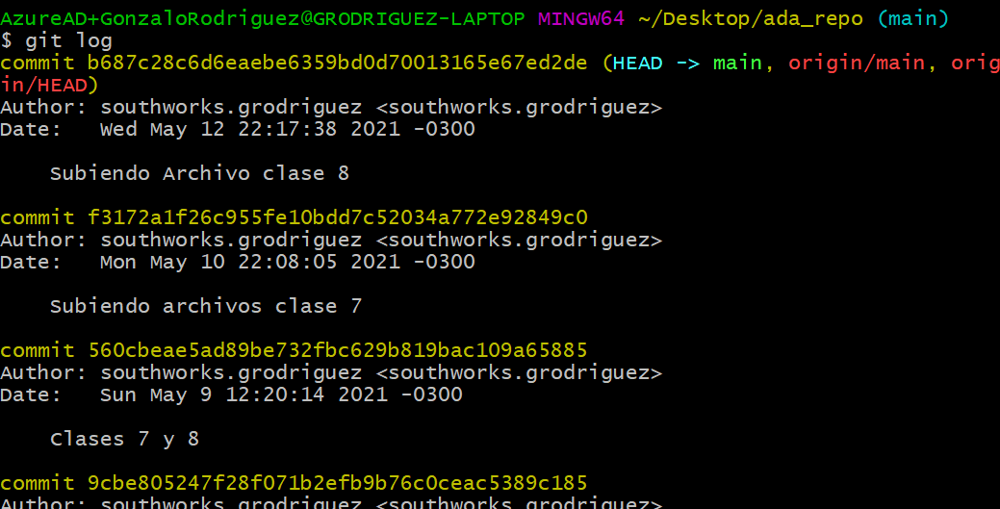 AzureAD+GonzaloRodriguez@GRODRIGUEZ-LAPTOP MINGW64 ~/Desktop/ada_repo (main)
$ git log
commit b687c28c6d6eaebe6359bd0d70013165e67ed2de (HEAD -> main, origin/main, orig
in/HEAD)
Author: southworks.grodriguez <southworks.grodriguez>
Date:   Wed May 12 22:17:38 2021 -0300
    Subiendo Archivo clase 8
commit f3172a1f26c955fe10bdd7c52034a772e92849c0
Author: southworks.grodriguez <southworks.grodriguez>
Date:   Mon May 10 22:08:05 2021 -0300
    Subiendo archivos clase 7
commit 560cbeae5ad89be732fbc629b819bac109a65885
Author: southworks.grodriguez <southworks.grodriguez>
Date:   Sun May 9 12:20:14 2021 -0300
    Clases 7 y 8
commit 9cbe805247f28f071b2efb9b76c0ceac5389c185
Author: southworks.grodriguez <southworks.grodriguez>